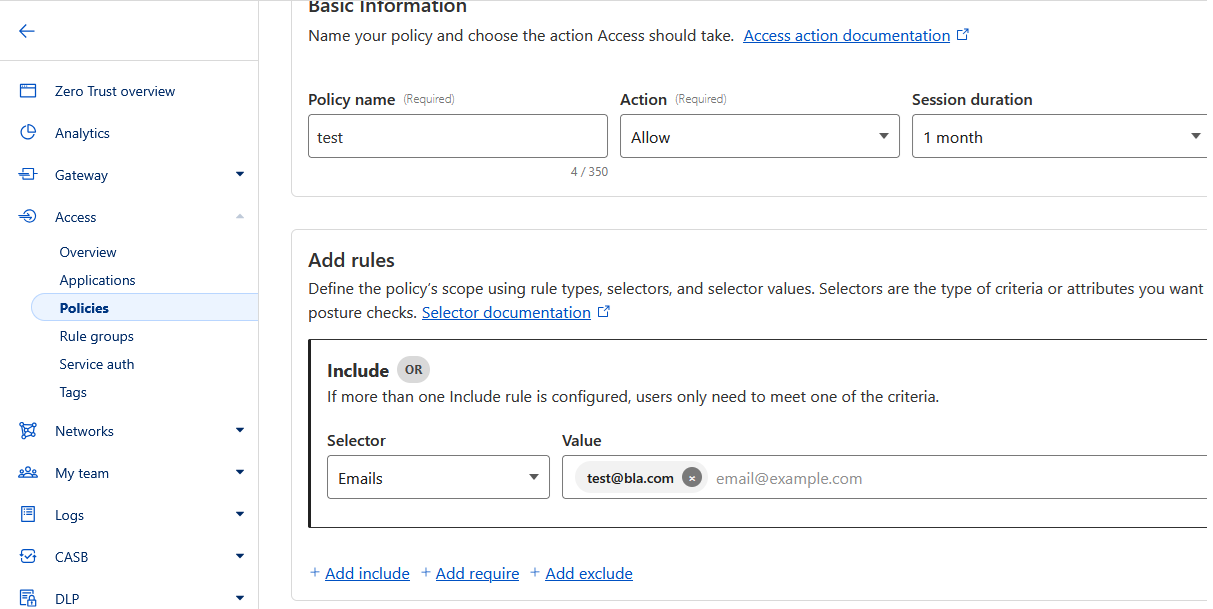 Basic Information
Name your policy and choose the action Access should take. Access action documentation
Zero Trust overview
Analytics
Gateway
Access
Overview
Applications
Policies
Rule groups
Service auth
Tags
Networks
My team
Logs
CASB
DLP
Policy name (Required)
test
4 / 350
Action (Required)
Allow
Session duration
1 month
Add rules
Define the policy’s scope using rule types, selectors, and selector values. Selectors are the type of criteria or attributes you want
posture checks. Selector documentation
Include OR
If more than one Include rule is configured, users only need to meet one of the criteria.
Selector
Emails
Value
test@bla.com × email@example.com
+ Add include + Add require + Add exclude